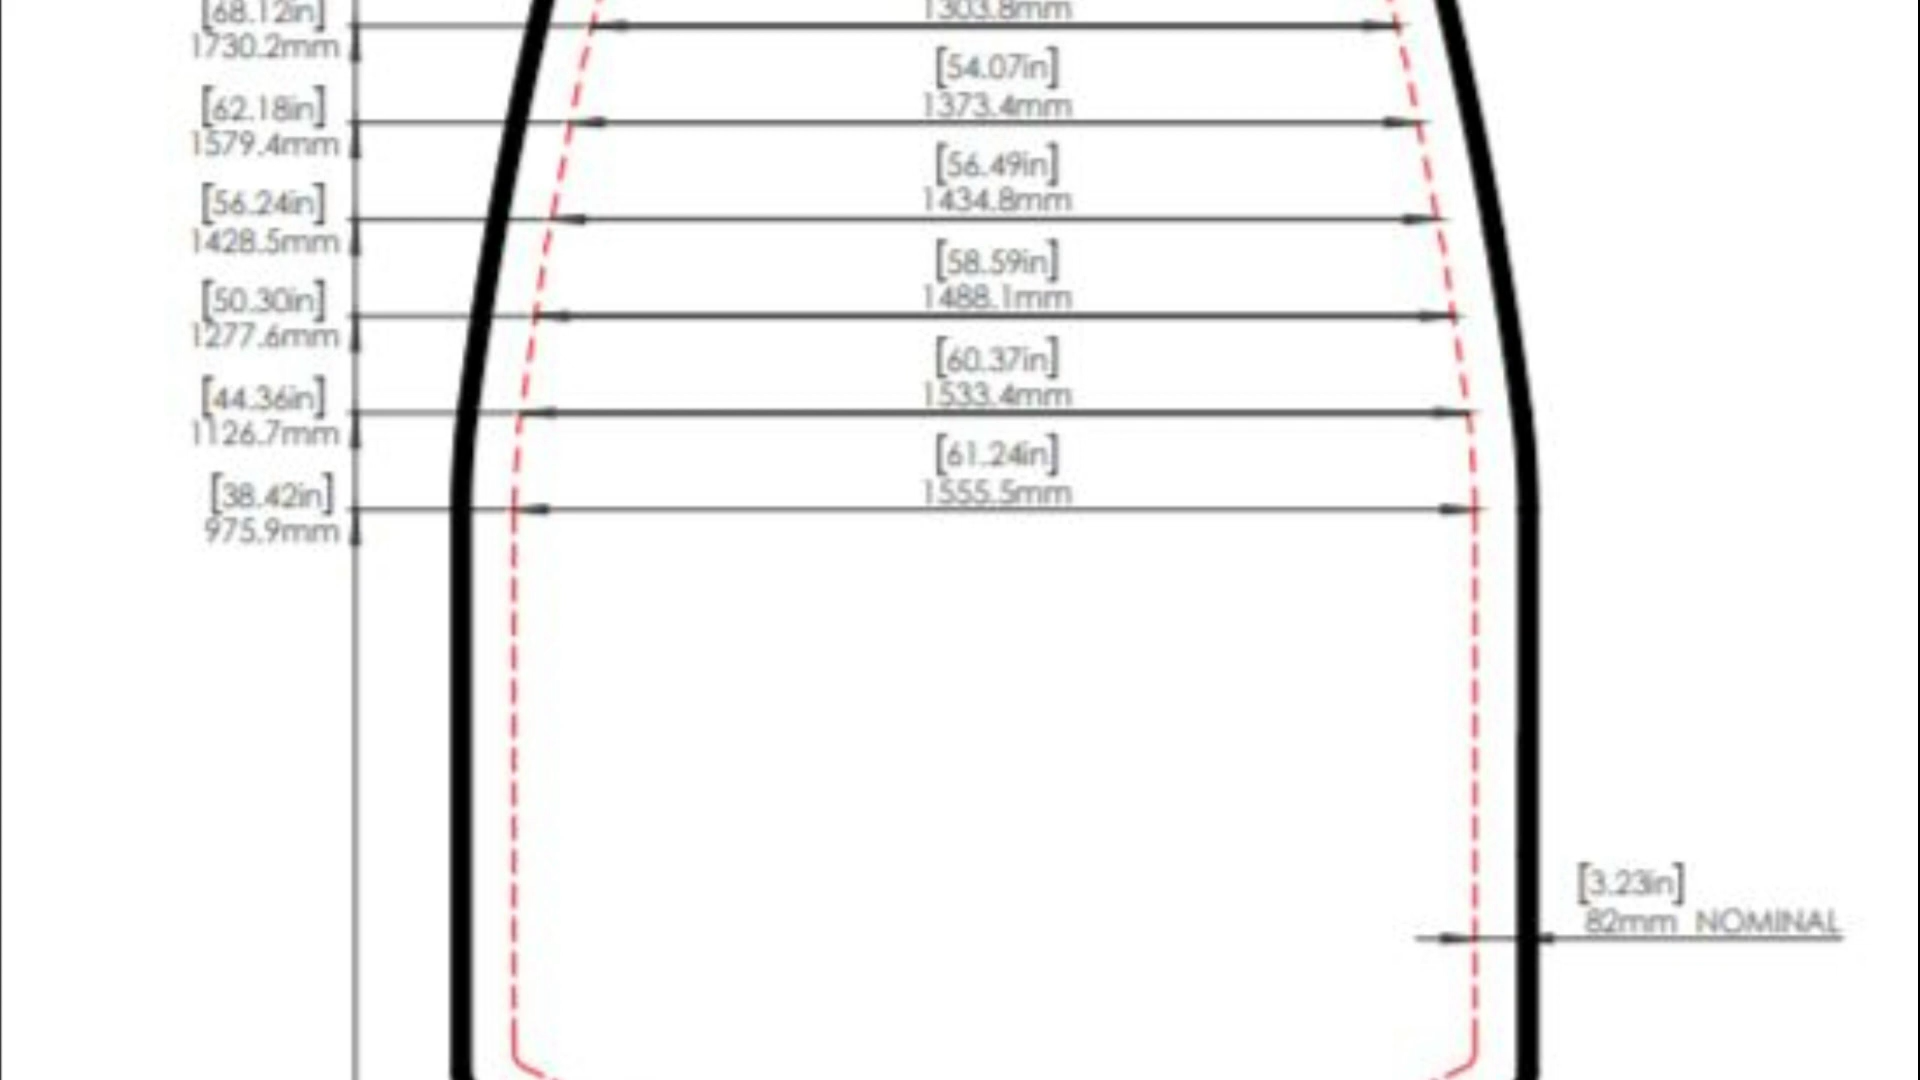 [68.12in]
1730.2mm
1303.8mm
[54.07in]
1373.4mm
[62.18in]
1579.4mm
[56.49in]
1434.8mm
[56.24in]
1428.5mm
[58.59in]
1488.1mm
[50.30in]
1277.6mm
[60.37in]
1533.4mm
[44.36in]
1126.7mm
[61.24in]
1555.5mm
[38.42in]
975.9mm
[3.23in]
82mm NOMINAL